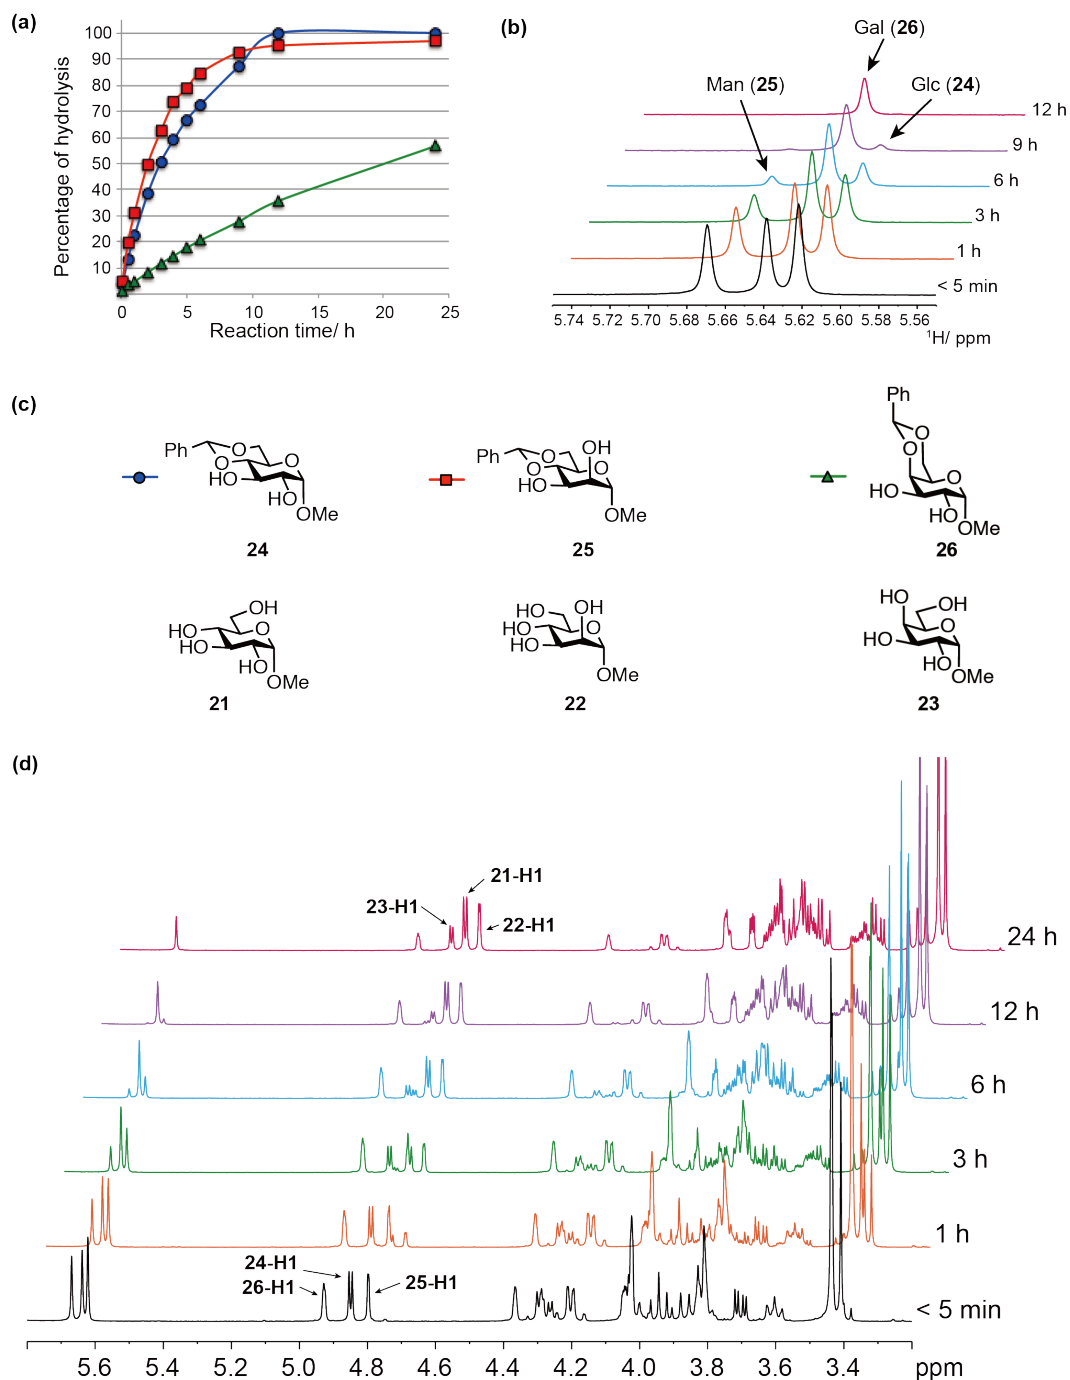 (a)
Percentage of hydrolysis
100
90
80
70
60
50
40
30
20
10
0 5 10 15 20 25
Reaction time/ h
(b)
Gal (26)
Man (25)
Glc (24)
12 h
9 h
6 h
3 h
1 h
< 5 min
5.74 5.72 5.70 5.68 5.66 5.64 5.62 5.60 5.58 5.56
¹H/ ppm
(c)
Ph O O O HO HO OMe
24
Ph O O OH O HO OMe
25
Ph O O O HO HO OMe
26
OH HO O HO HO OMe
21
HO OH HO O HO OMe
22
HO OH O HO HO OMe
23
(d)
21-H1
23-H1
22-H1
24 h
12 h
6 h
3 h
1 h
24-H1
26-H1
25-H1
< 5 min
5.6 5.4 5.2 5.0 4.8 4.6 4.4 4.2 4.0 3.8 3.6 3.4 ppm